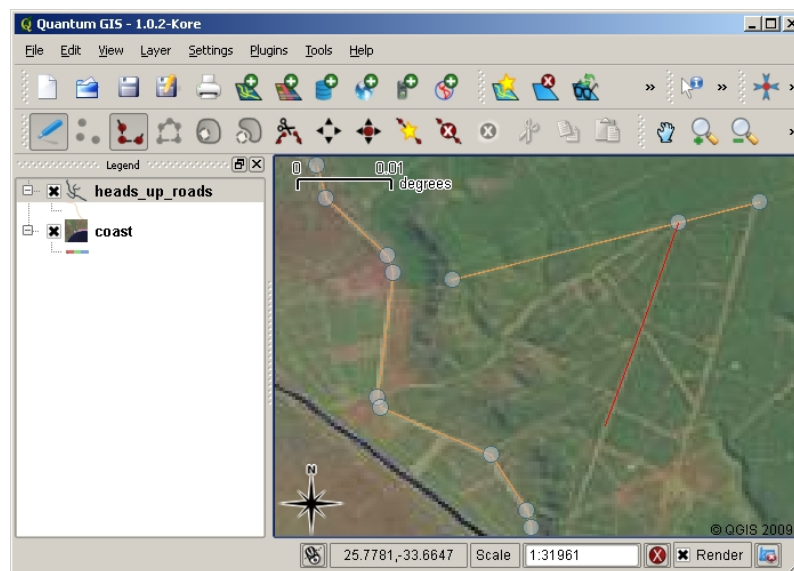 Quantum GIS - 1.0.2-Kore
File Edit View Layer Settings Plugins Tools Help
» » »
»
Legend
0 0.01
degrees
heads_up_roads
coast
N
© QGIS 2009
25.7781,-33.6647 Scale 1:31961 Render